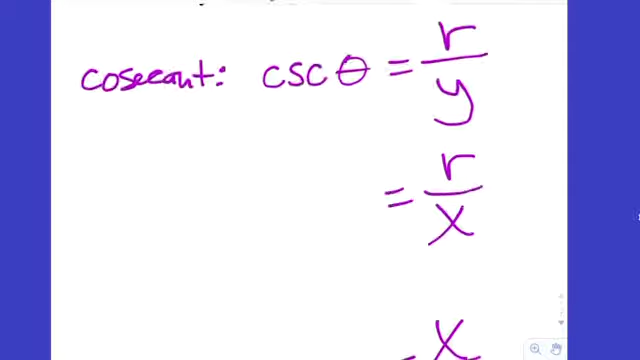 cosecant: csc θ = r/y
= r/x
= x